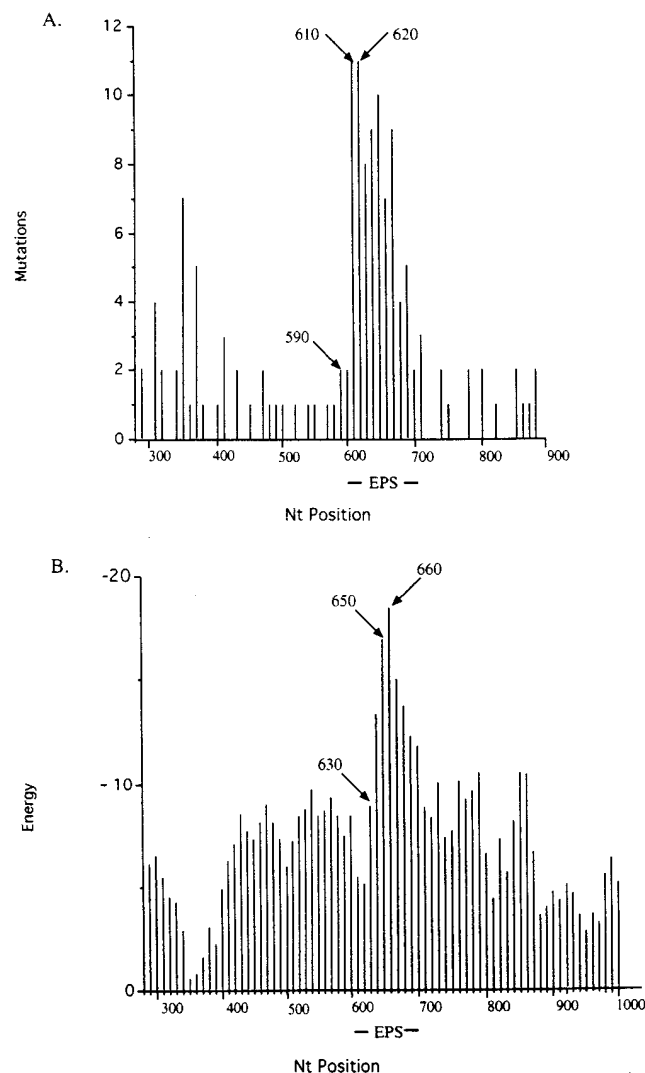 A.
12
10
8
6
4
2
0
Mutations
610
620
590
300 400 500 600 700 800 900
— EPS —
Nt Position
B.
-20
- 10
0
Energy
650
660
630
300 400 500 600 700 800 900 1000
— EPS—
Nt Position